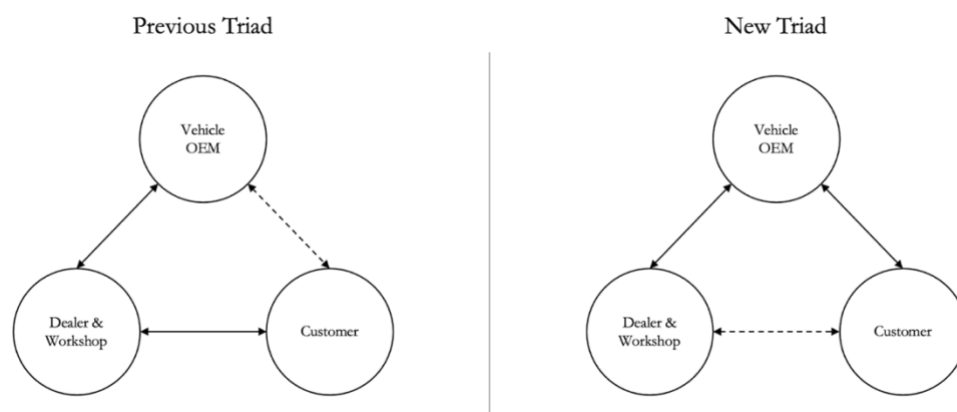 Previous Triad
Vehicle
OEM
Dealer &
Workshop
Customer
New Triad
Vehicle
OEM
Dealer &
Workshop
Customer